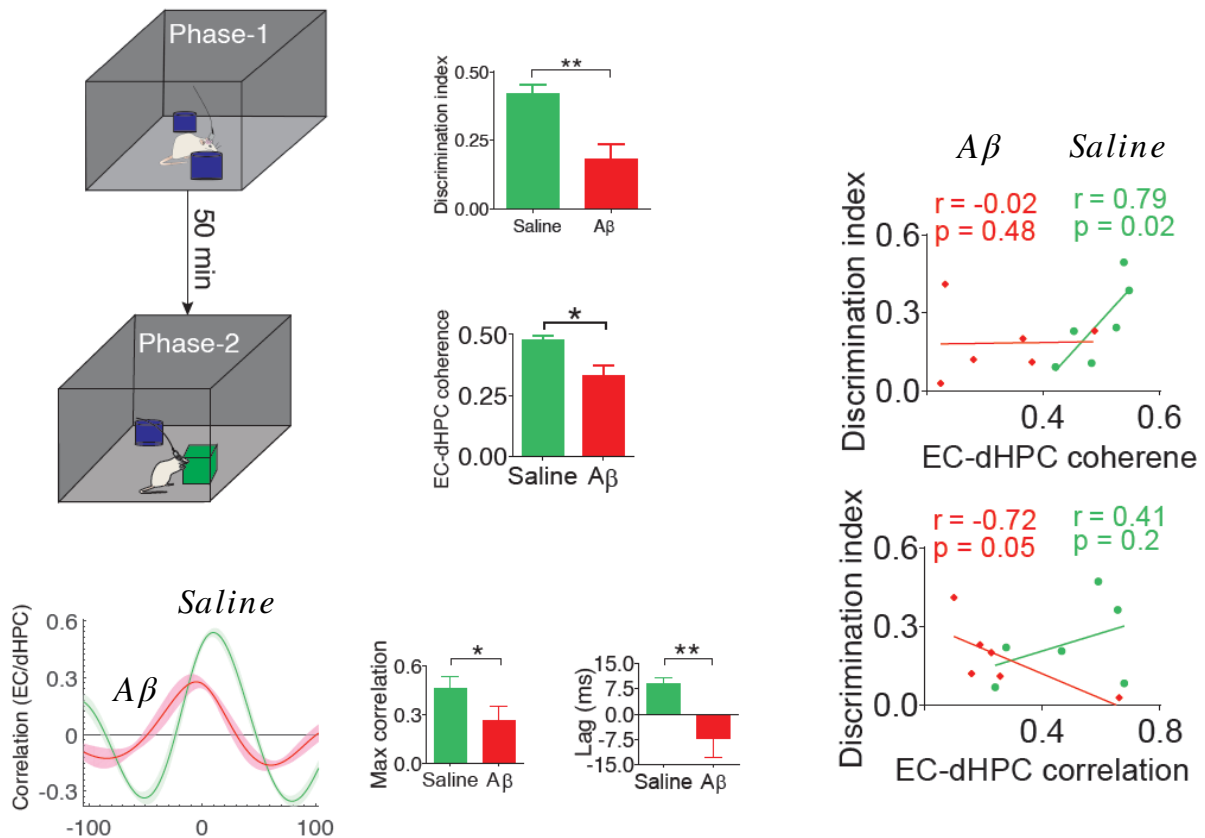 Phase-1
50 min
Phase-2
Discrimination index
0.50
0.25
0.00
**
Saline
Aβ
EC-dHPC coherence
0.50
0.25
0.00
*
Saline
Aβ
Correlation (EC/dHPC)
0.6
0.3
0
-0.3
-100
0
100
Saline
Aβ
Max correlation
0.6
0.3
0.0
*
Saline
Aβ
Lag (ms)
15.0
7.5
0.0
-7.5
-15.0
**
Saline
Aβ
Aβ
Saline
r = -0.02
p = 0.48
r = 0.79
p = 0.02
Discrimination index
0.6
0.3
0.0
0.4
0.6
EC-dHPC coherene
r = -0.72
p = 0.05
r = 0.41
p = 0.2
Discrimination index
0.6
0.3
0.0
0.4
0.8
EC-dHPC correlation